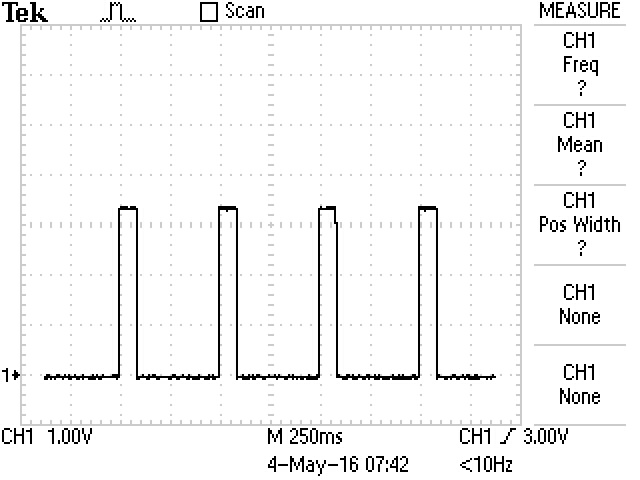 Tek Scan MEASURE
CH1
Freq
?
CH1
Mean
?
CH1
Pos Width
?
CH1
None
CH1
None
1
CH1 1.00V M 250ms CH1 3.00V
4-May-16 07:42 <10Hz